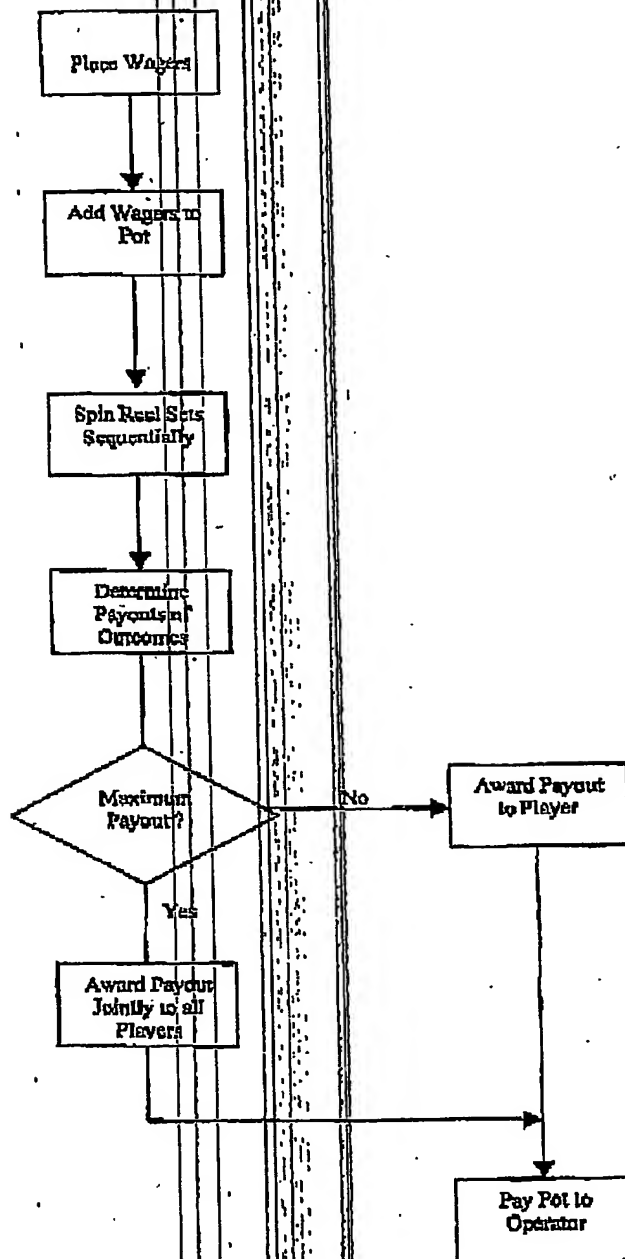 Place Wagers
Add Wagers to
Pot
Spin Reel Sets
Sequentially
Determine
Payouts of
Outcomes
Maximum
Payout?
No
Award Payout
to Player
Yes
Award Payout
Jointly to all
Players
Pay Pot to
Operator